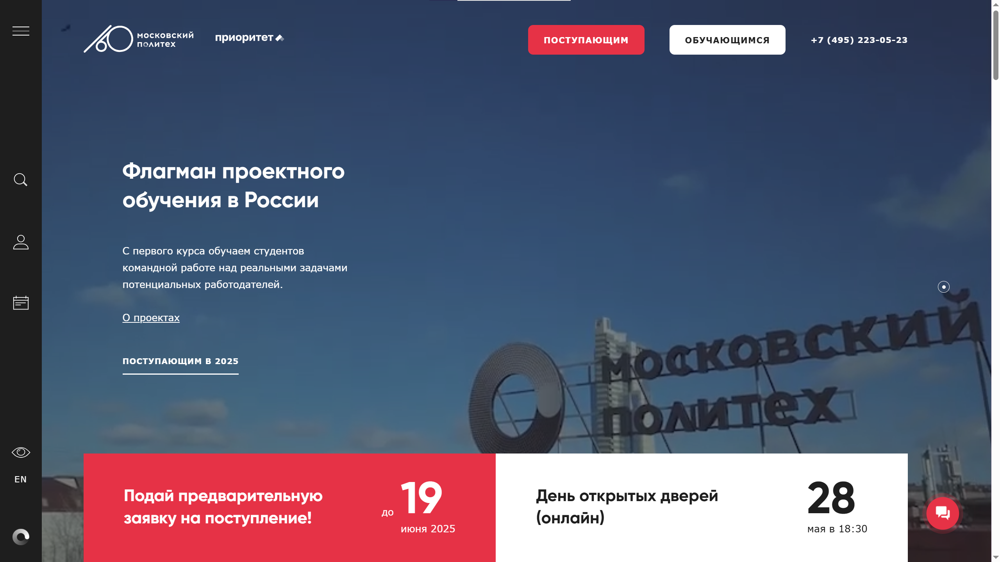 МОСКОВСКИЙ
ПОЛИТЕХ
приоритет
ПОСТУПАЮЩИМ
ОБУЧАЮЩИМСЯ
+7 (495) 223-05-23
Флагман проектного
обучения в России
С первого курса обучаем студентов
командной работе над реальными задачами
потенциальных работодателей.
О проектах
ПОСТУПАЮЩИМ В 2025
МОСКОВСКИЙ
ПОЛИТЕХ
EN
Подай предварительную
заявку на поступление!
до 19
июня 2025
День открытых дверей
(онлайн)
28
мая в 18:30